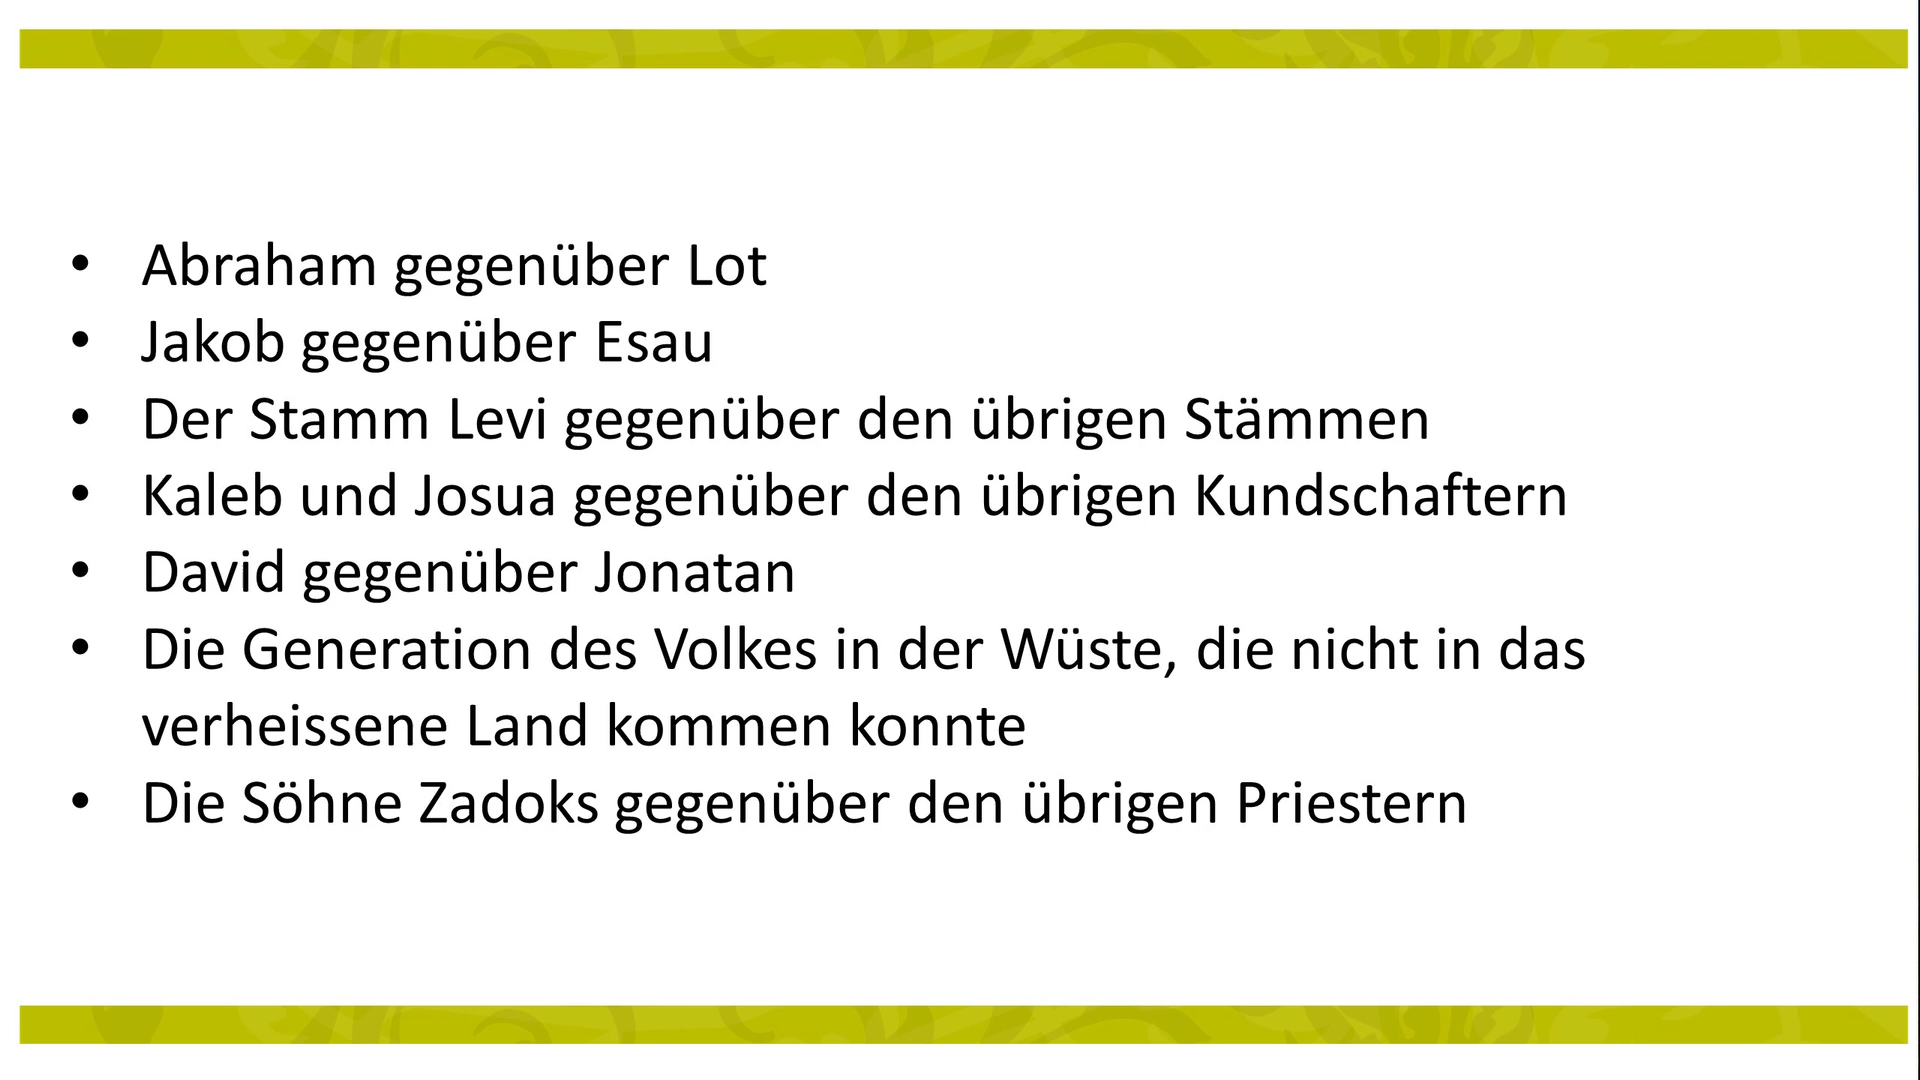 • Abraham gegenüber Lot
• Jakob gegenüber Esau
• Der Stamm Levi gegenüber den übrigen Stämmen
• Kaleb und Josua gegenüber den übrigen Kundschaftern
• David gegenüber Jonatan
• Die Generation des Volkes in der Wüste, die nicht in das
verheissene Land kommen konnte
• Die Söhne Zadoks gegenüber den übrigen Priestern